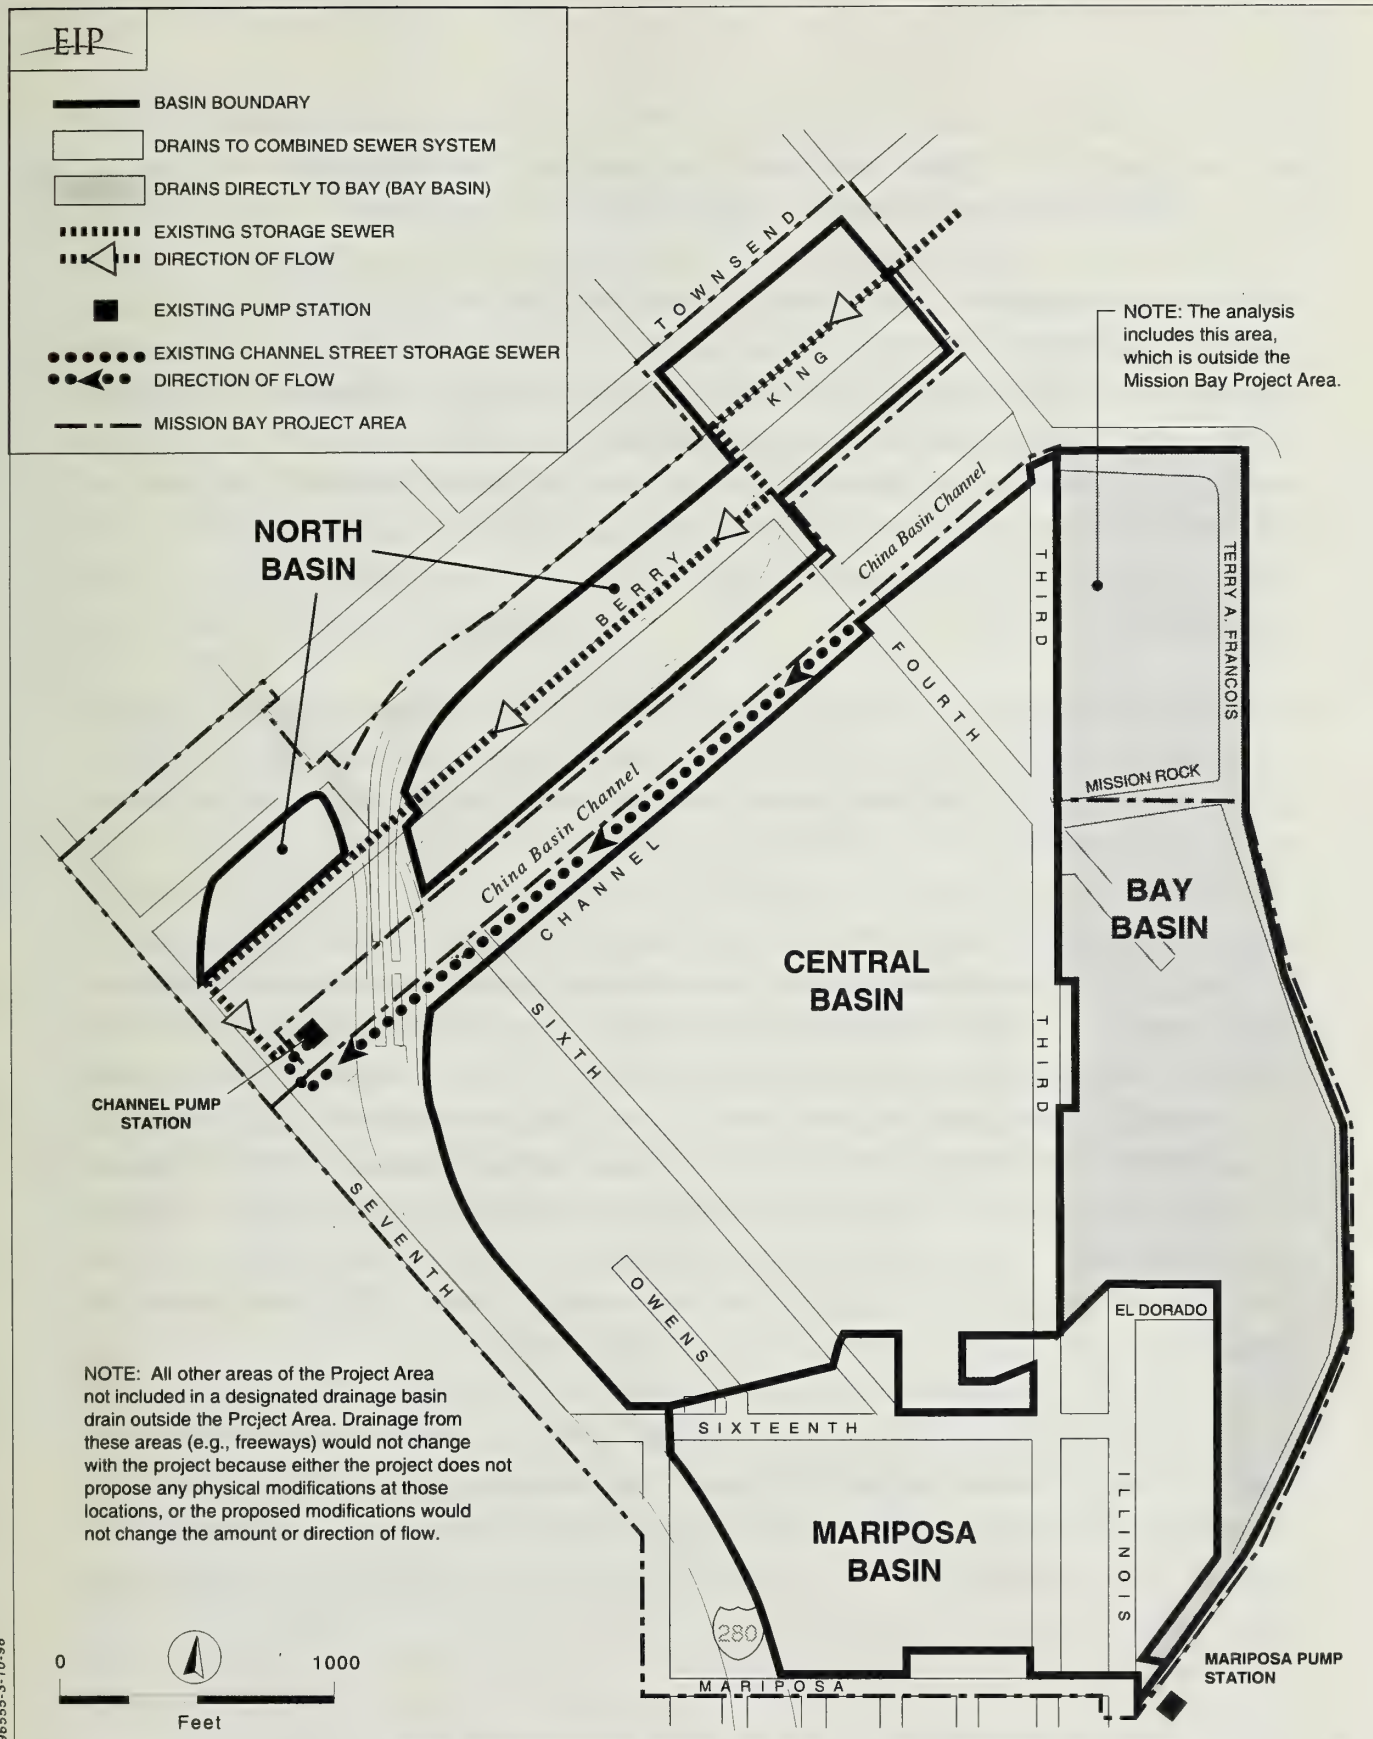 EIP
BASIN BOUNDARY
DRAINS TO COMBINED SEWER SYSTEM
DRAINS DIRECTLY TO BAY (BAY BASIN)
EXISTING STORAGE SEWER
DIRECTION OF FLOW
EXISTING PUMP STATION
EXISTING CHANNEL STREET STORAGE SEWER
DIRECTION OF FLOW
MISSION BAY PROJECT AREA
TOWNSEND
KING
NOTE: The analysis
includes this area,
which is outside the
Mission Bay Project Area.
NORTH
BASIN
BERRY
China Basin Channel
THIRD
TERRY A. FRANCOIS
FOURTH
MISSION ROCK
China Basin Channel
CHANNEL
BAY
BASIN
CENTRAL
BASIN
SIXTH
THIRD
CHANNEL PUMP
STATION
SEVENTH
OWENS
EL DORADO
NOTE: All other areas of the Project Area
not included in a designated drainage basin
drain outside the Project Area. Drainage from
these areas (e.g., freeways) would not change
with the project because either the project does not
propose any physical modifications at those
locations, or the proposed modifications would
not change the amount or direction of flow.
SIXTEENTH
ILLINOIS
MARIPOSA
BASIN
280
MARIPOSA PUMP
STATION
MARIPOSA
0 1000
Feet